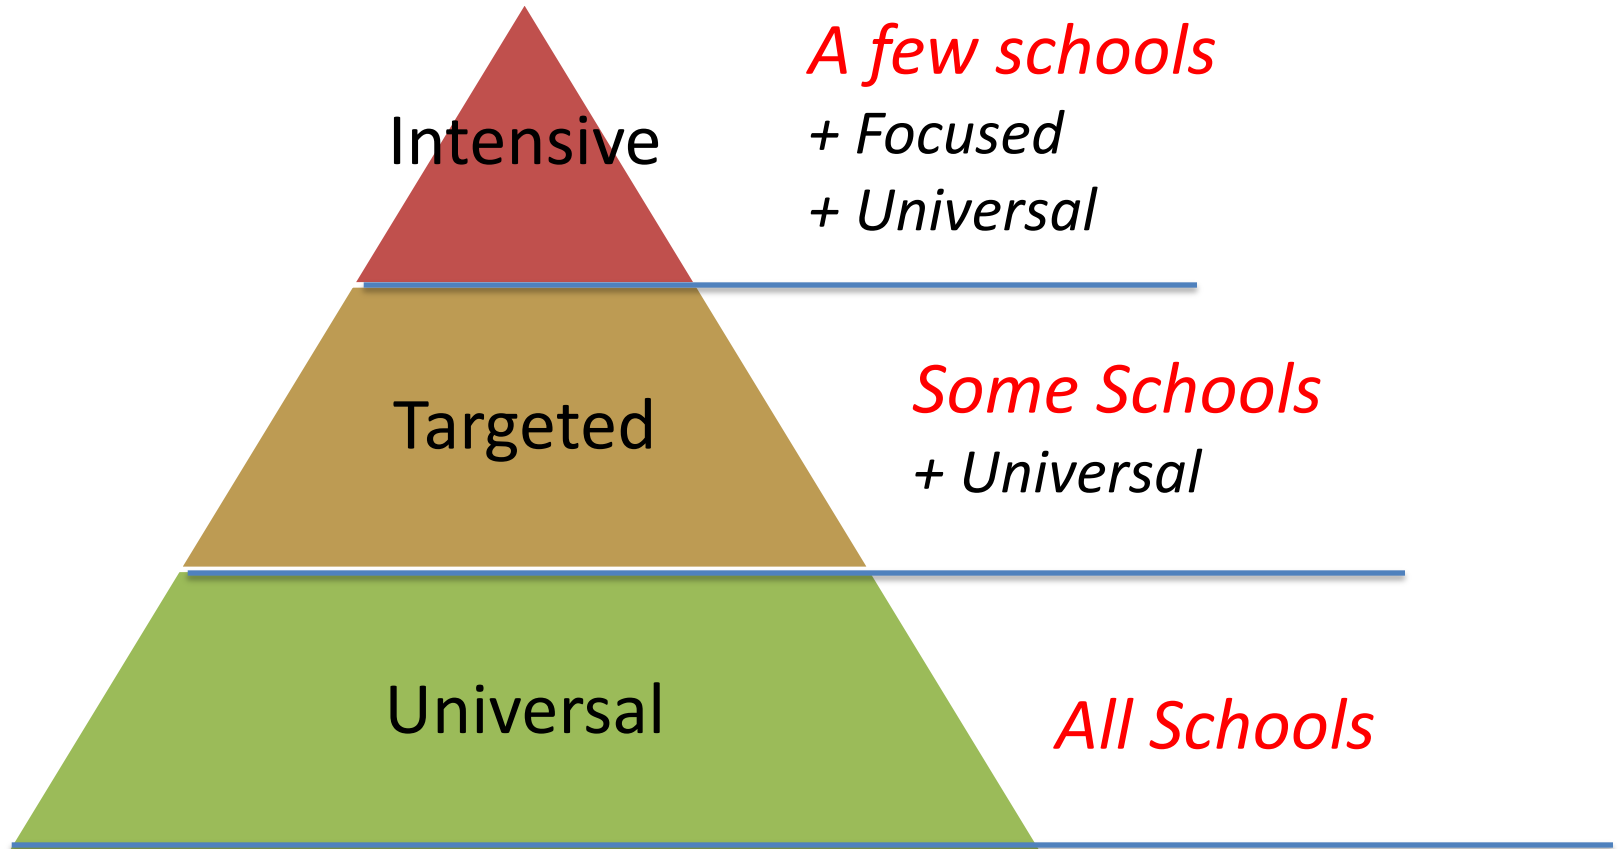 Intensive
A few schools
+ Focused
+ Universal
Targeted
Some Schools
+ Universal
Universal
All Schools